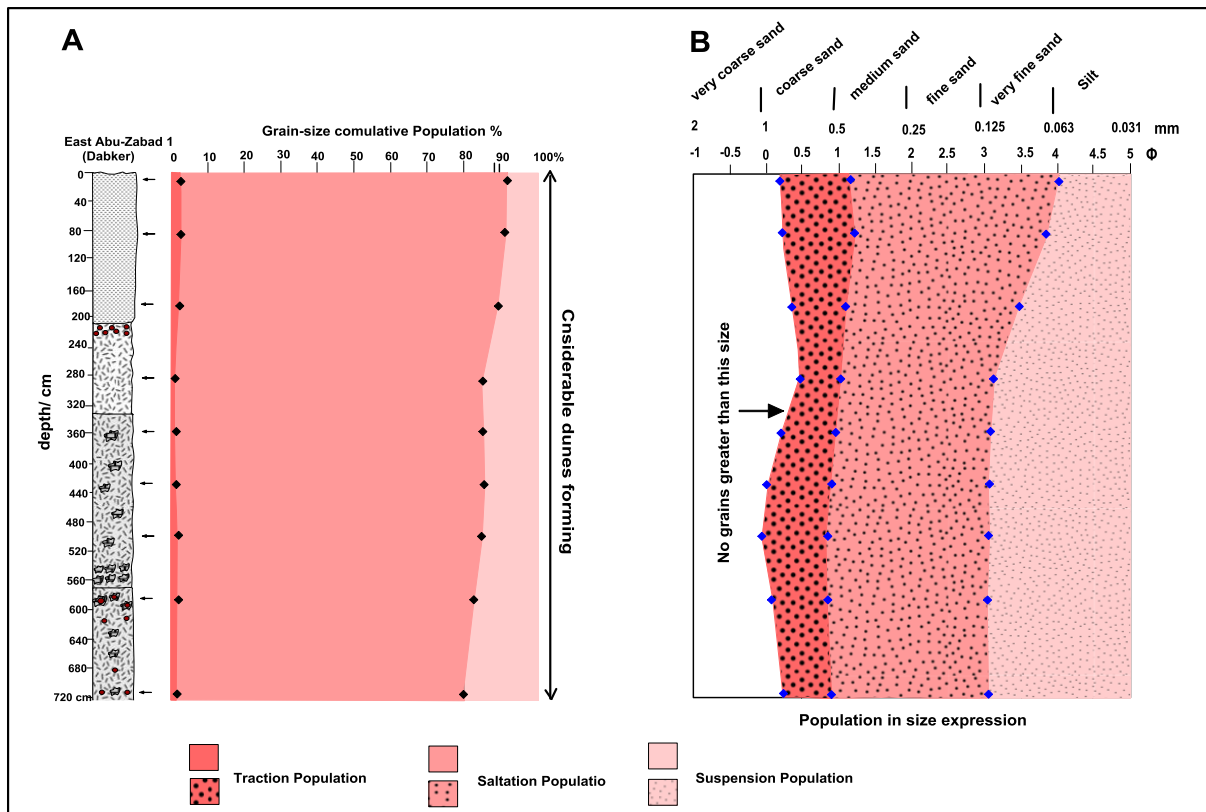 A
Grain-size comulative Population %
East Abu-Zabad 1
(Dabker)
0 10 20 30 40 50 60 70 80 90 100%
depth/ cm
0
40
80
120
160
200
240
280
320
360
400
440
480
520
560
600
640
680
720 cm
Cnsiderable dunes forming
B
very coarse sand
coarse sand
medium sand
fine sand
very fine sand
Silt
2 1 0.5 0.25 0.125 0.063 0.031 mm
-1 -0.5 0 0.5 1 1.5 2 2.5 3 3.5 4 4.5 5 Φ
No grains greater than this size
Population in size expression
Traction Population
Saltation Populatio
Suspension Population